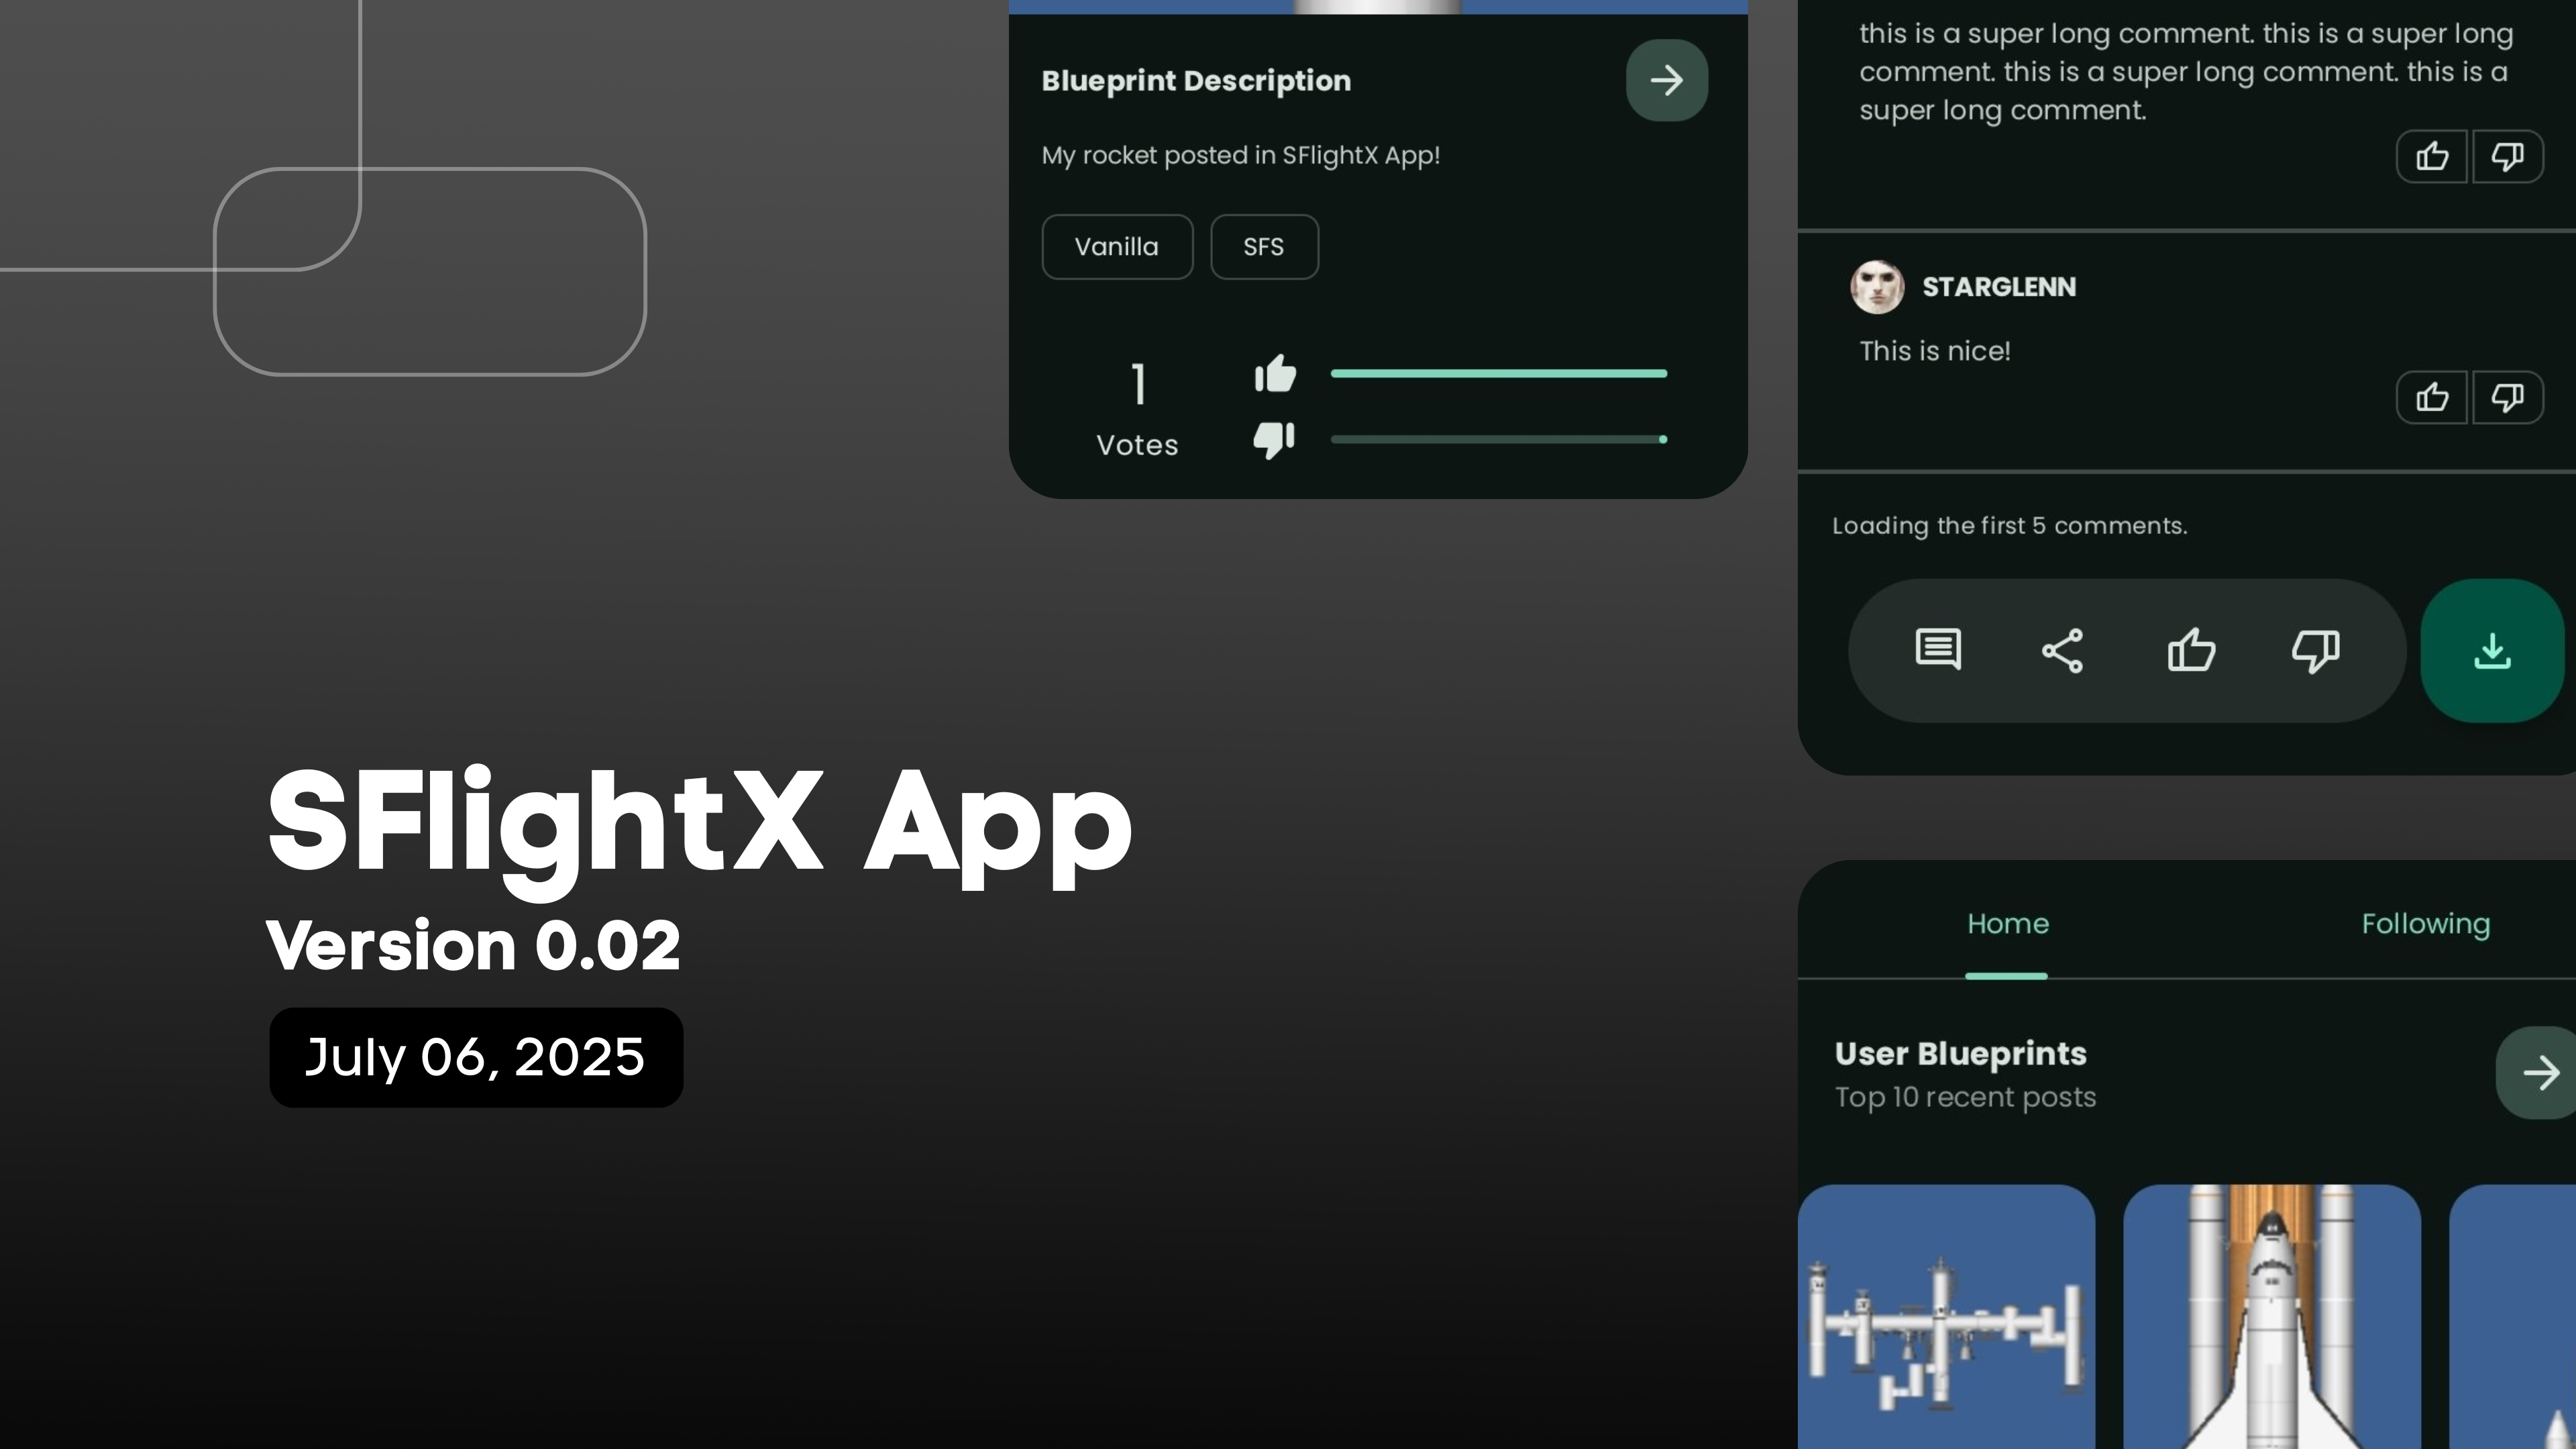 Blueprint Description
My rocket posted in SFlightX App!
Vanilla
SFS
1
Votes
this is a super long comment. this is a super long
comment. this is a super long comment. this is a
super long comment.
STARGLENN
This is nice!
Loading the first 5 comments.
SFlightX App
Version 0.02
July 06, 2025
Home
Following
User Blueprints
Top 10 recent posts